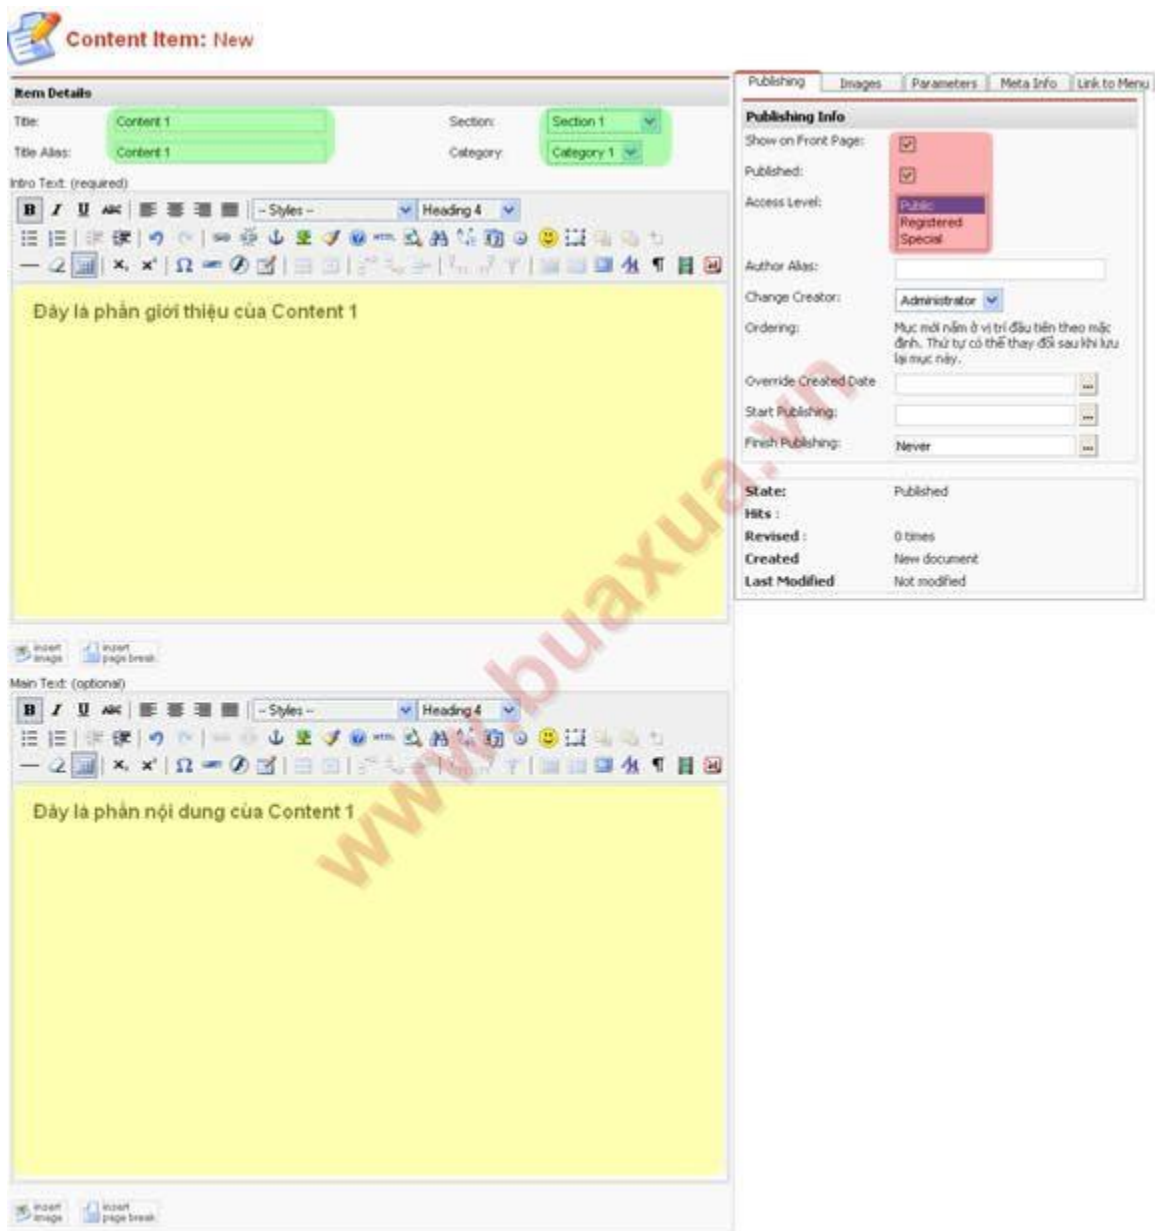 Content Item: New
Item Details
Title: Content 1 Section: Section 1
Title Alias: Content 1 Category: Category 1
Intro Text: (required)
B I U ABC -- Styles -- Heading 4
HTML
Đây là phần giới thiệu của Content 1
insert image insert page break
Main Text: (optional)
B I U ABC -- Styles -- Heading 4
HTML
Đây là phần nội dung của Content 1
insert image insert page break
Publishing Images Parameters Meta Info Link to Menu
Publishing Info
Show on Front Page:
Published:
Access Level: Public
Registered
Special
Author Alias:
Change Creator: Administrator
Ordering: Mục mới nằm ở vị trí đầu tiên theo mặc
định. Thứ tự có thể thay đổi sau khi lưu
lại mục này.
Override Created Date ...
Start Publishing: ...
Finish Publishing: Never ...
State: Published
Hits :
Revised : 0 times
Created New document
Last Modified Not modified
www.buaxua.vn